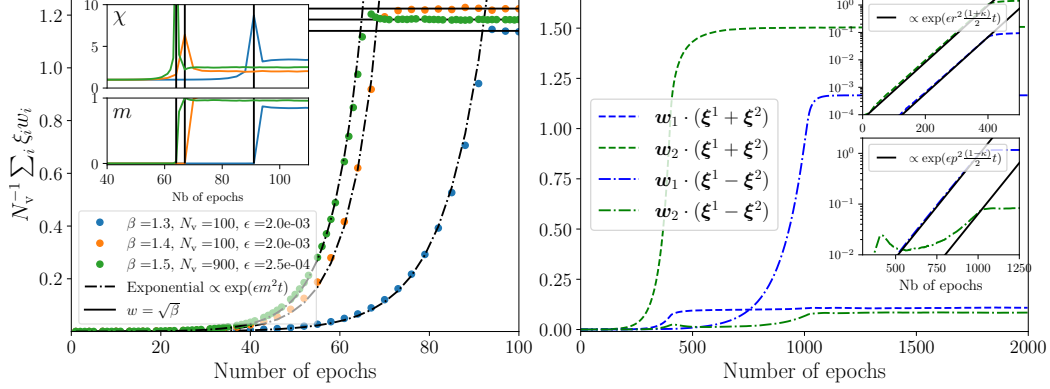 χ
10
5
0
1
m
0
40
60
80
100
Nb of epochs
1.2
1.0
0.8
0.6
0.4
0.2
N_v^{-1} ∑_i ξ_i w_i
β =1.3, N_v =100, ϵ =2.0e-03
β =1.4, N_v =100, ϵ =2.0e-03
β =1.5, N_v =900, ϵ =2.5e-04
Exponential ∝ exp(ϵm²t)
w = √β
0
20
40
60
80
100
Number of epochs
1.50
1.25
1.00
0.75
0.50
0.25
0.00
w_1 · (ξ^1 + ξ^2)
w_2 · (ξ^1 + ξ^2)
w_1 · (ξ^1 − ξ^2)
w_2 · (ξ^1 − ξ^2)
0
500
1000
1500
2000
Number of epochs
∝ exp(ϵr² (1+κ)/2 t)
10^0
10^{-1}
10^{-2}
10^{-3}
10^{-4}
0
200
400
∝ exp(ϵp² (1−κ)/2 t)
10^0
10^{-1}
10^{-2}
500
750
1000
1250
Nb of epochs